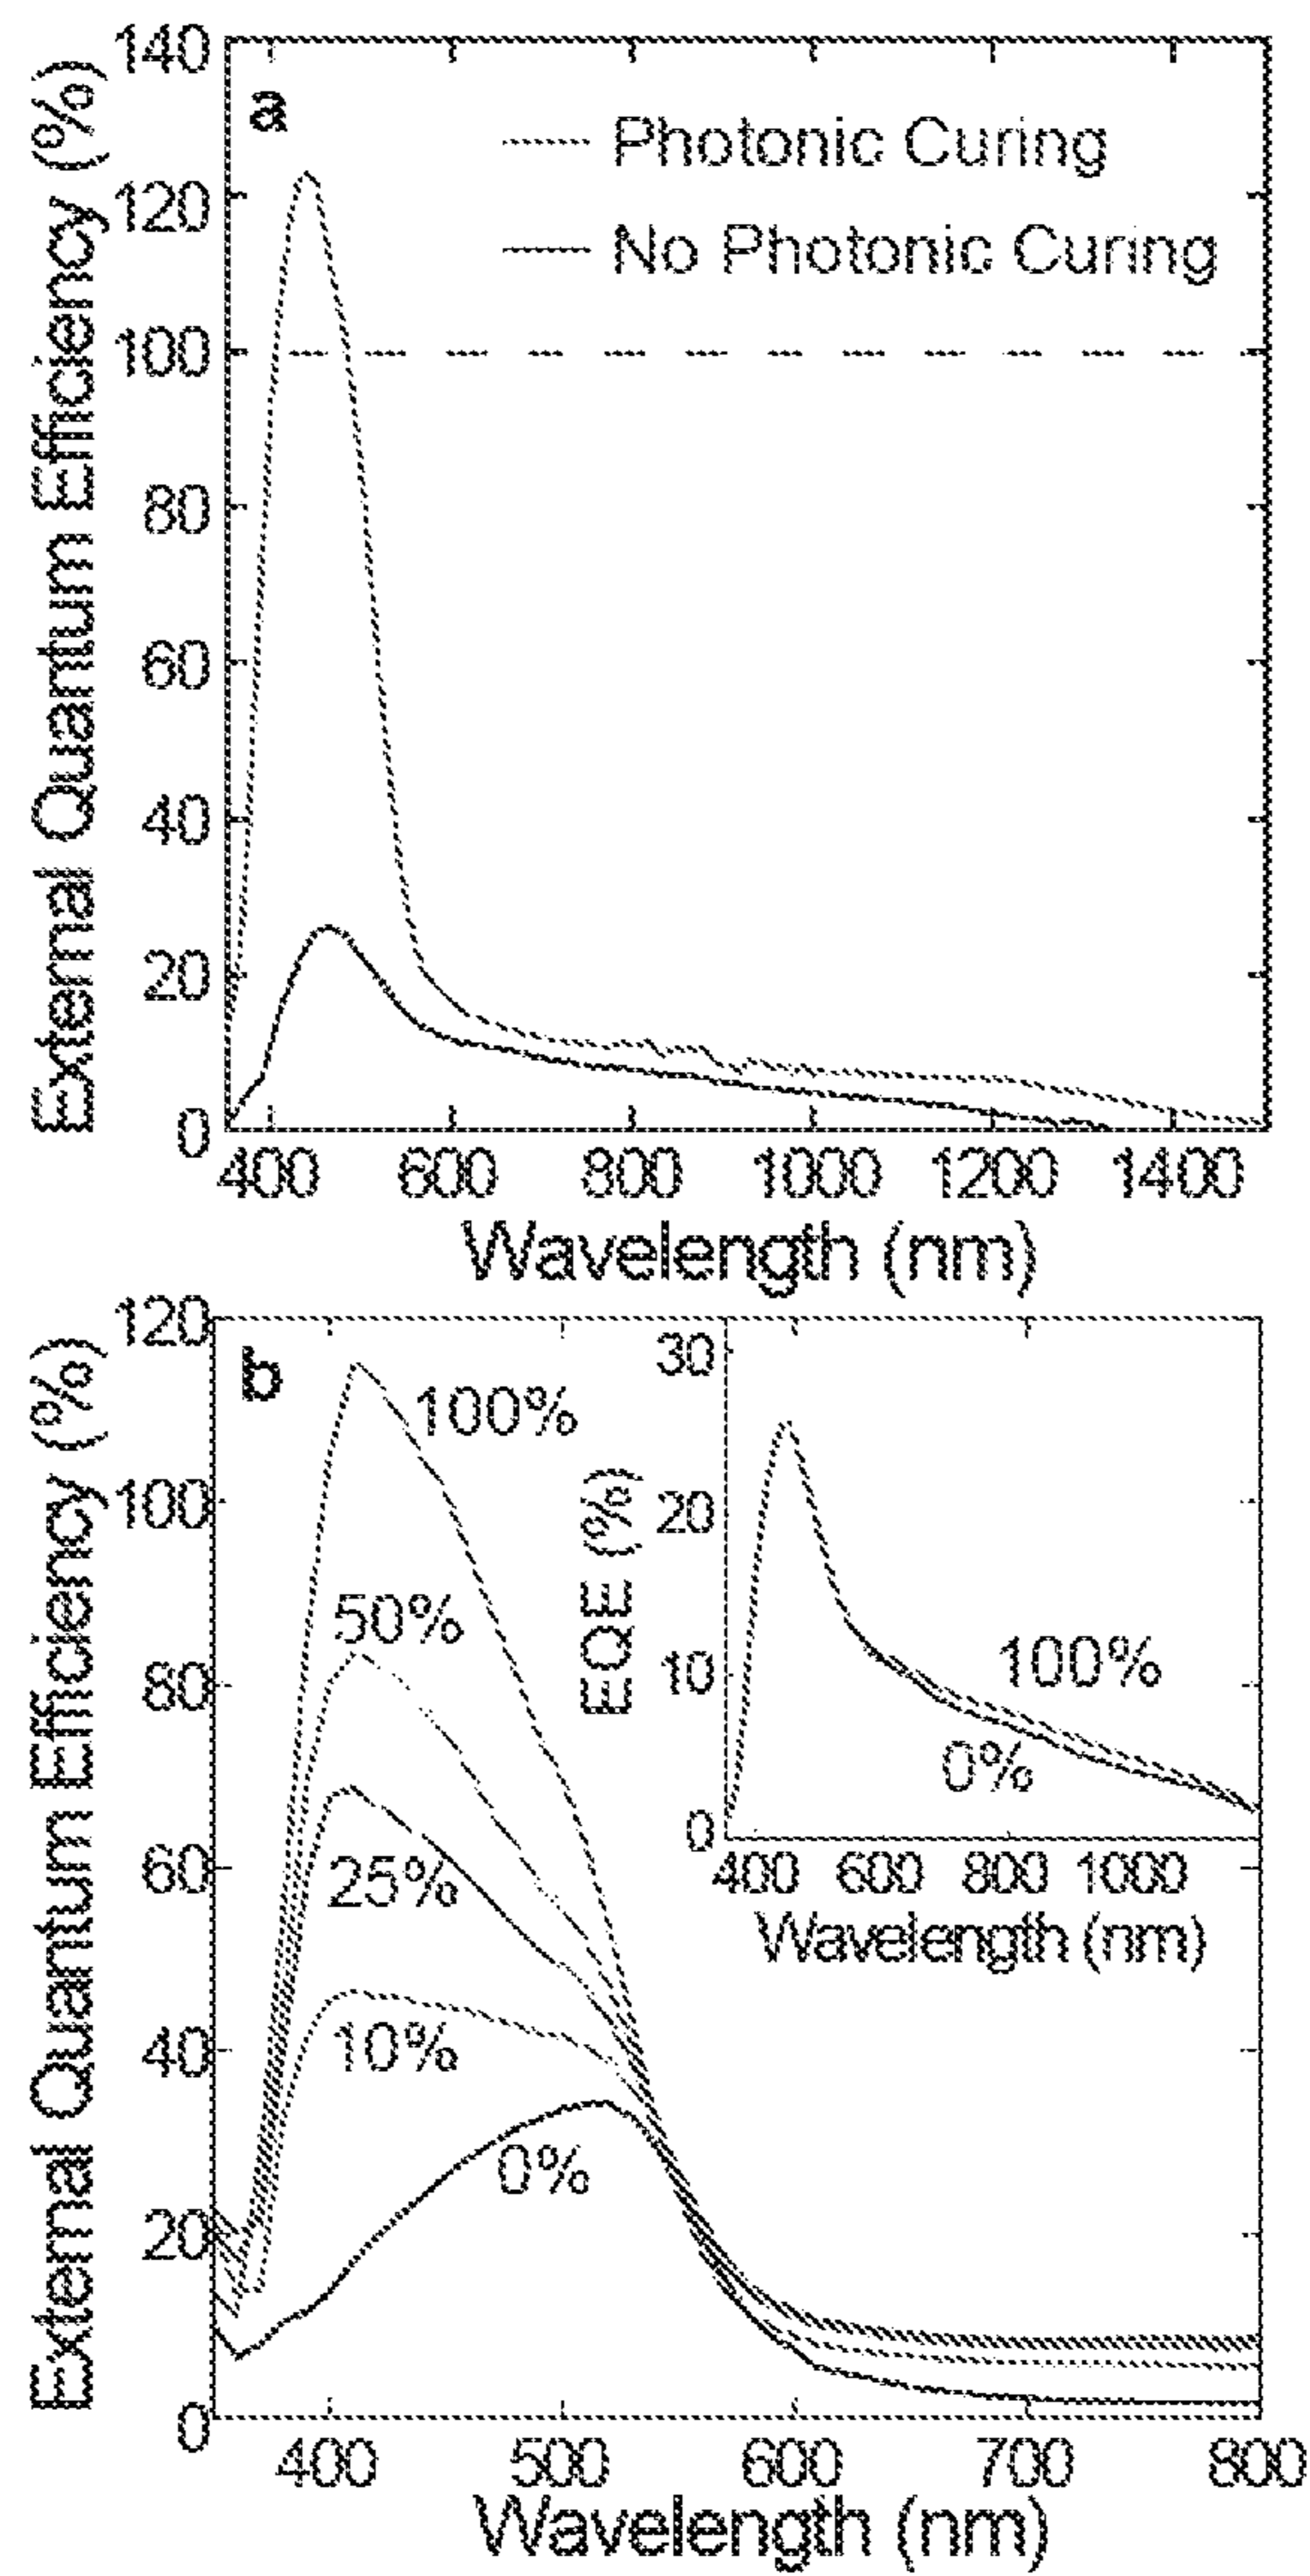 a
Photonic Curing
No Photonic Curing
External Quantum Efficiency (%)
140
120
100
80
60
40
20
0
400 600 800 1000 1200 1400
Wavelength (nm)
b
External Quantum Efficiency (%)
120
100
80
60
40
20
0
100%
50%
25%
10%
0%
EQE (%)
30
20
10
0
100%
0%
400 600 800 1000
Wavelength (nm)
400 500 600 700 800
Wavelength (nm)